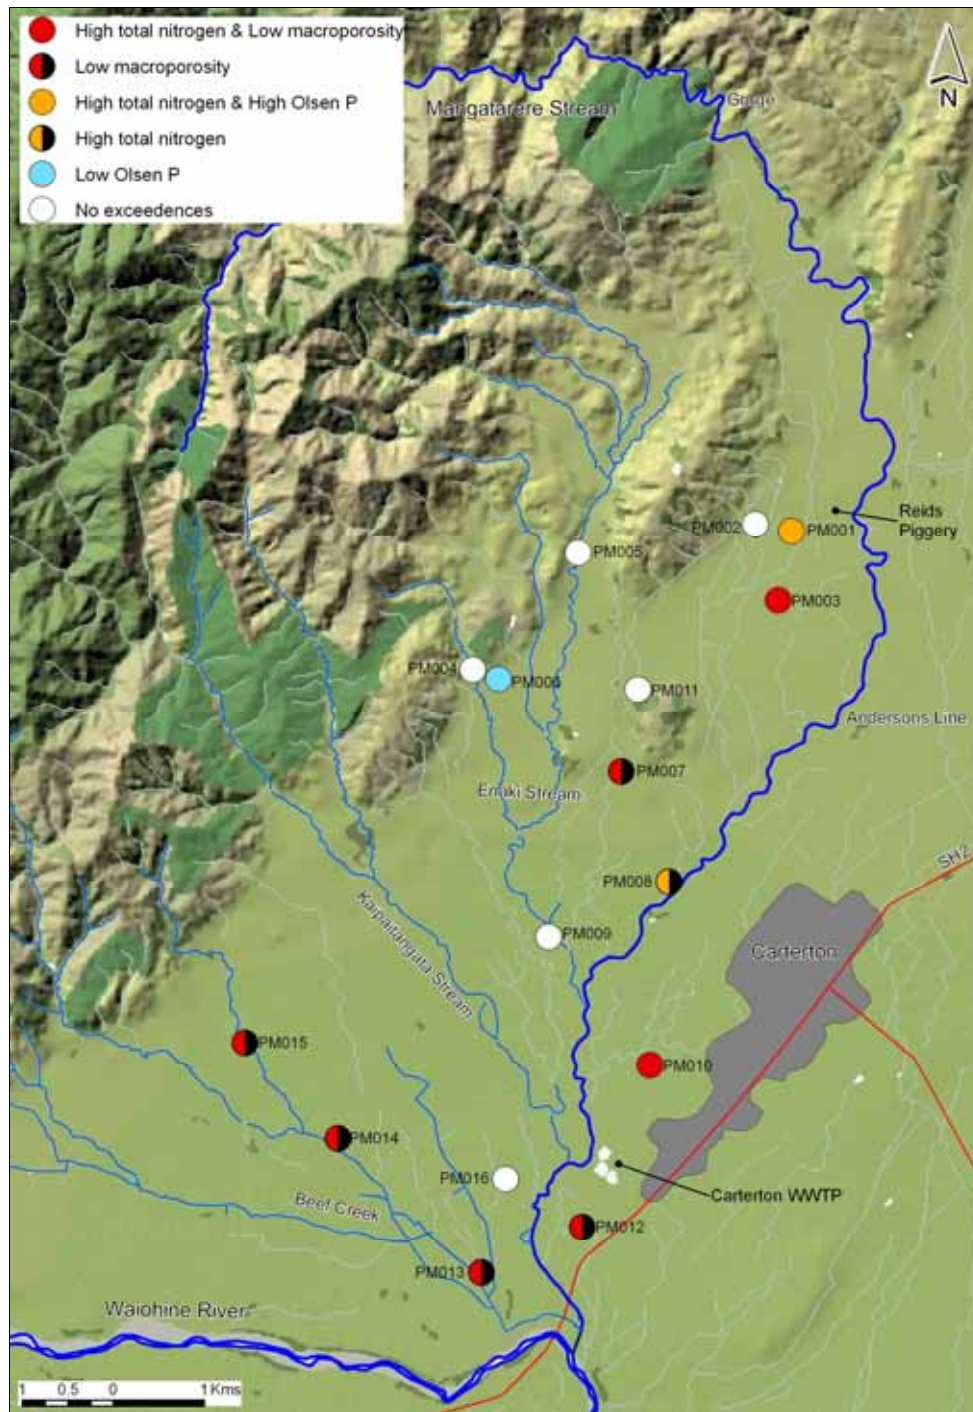 High total nitrogen & Low macroporosity
Low macroporosity
High total nitrogen & High Olsen P
High total nitrogen
Low Olsen P
No exceedences
N
Mangatarere Stream
Gorge
Reids
Piggery
PM002
PM001
PM005
PM003
PM004
PM006
PM011
Andersons Line
PM007
Enaki Stream
SH2
PM008
PM009
Carterton
Kaipaitangata Stream
PM015
PM010
PM014
PM016
Carterton WWTP
Beef Creek
PM012
PM013
Waiohine River
1 0.5 0 1 Kms